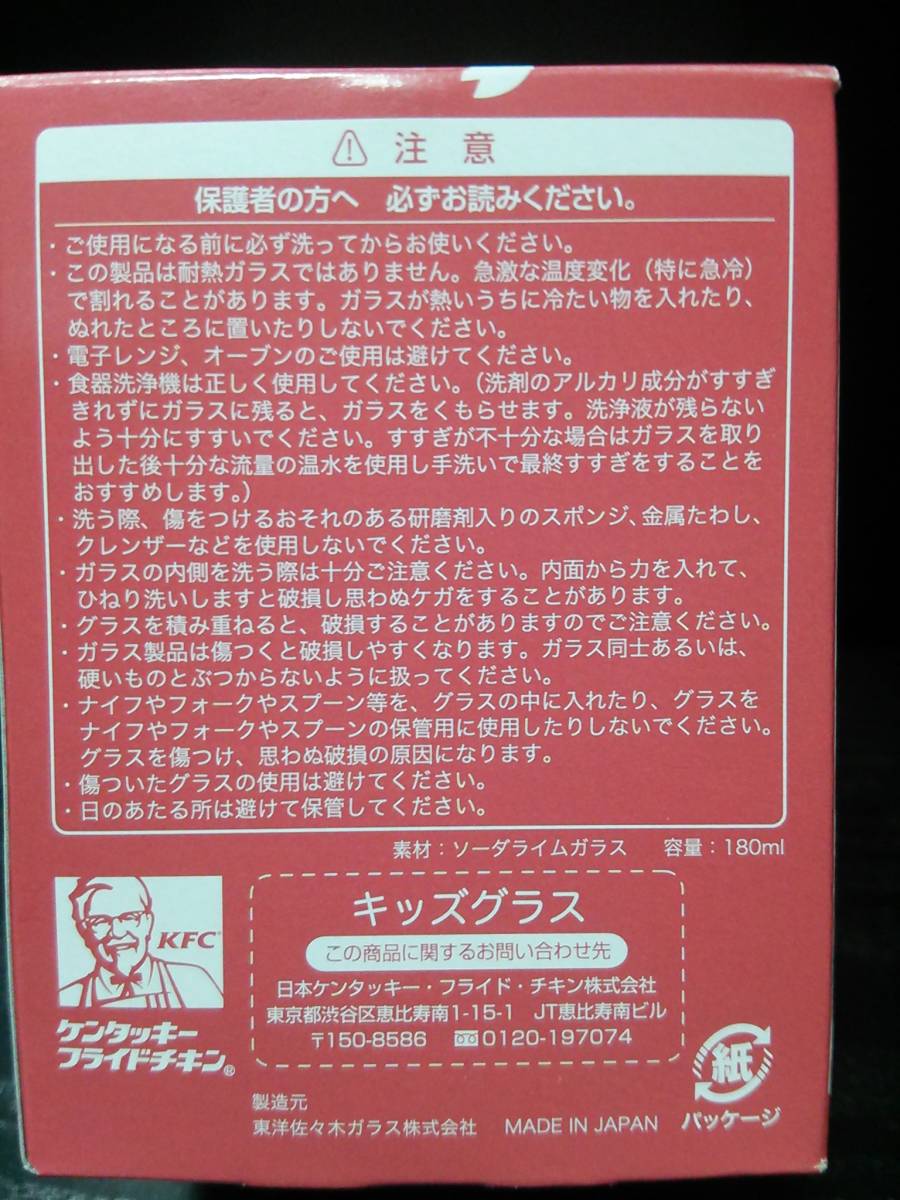 注意
保護者の方へ 必ずお読みください。
・ご使用になる前に必ず洗ってからお使いください。
・この製品は耐熱ガラスではありません。急激な温度変化（特に急冷）
で割れることがあります。ガラスが熱いうちに冷たい物を入れたり、
ぬれたところに置いたりしないでください。
・電子レンジ、オーブンのご使用は避けてください。
・食器洗浄機は正しく使用してください。（洗剤のアルカリ成分がすすぎ
きれずにガラスに残ると、ガラスをくもらせます。洗浄液が残らない
よう十分にすすいでください。すすぎが不十分な場合はガラスを取り
出した後十分な流量の温水を使用し手洗いで最終すすぎをすることを
おすすめします。）
・洗う際、傷をつけるおそれのある研磨剤入りのスポンジ、金属たわし、
クレンザーなどを使用しないでください。
・ガラスの内側を洗う際は十分ご注意ください。内面から力を入れて、
ひねり洗いしますと破損し思わぬケガをすることがあります。
・グラスを積み重ねると、破損することがありますのでご注意ください。
・ガラス製品は傷つくと破損しやすくなります。ガラス同士あるいは、
硬いものとぶつからないように扱ってください。
・ナイフやフォークやスプーン等を、グラスの中に入れたり、グラスを
ナイフやフォークやスプーンの保管用に使用したりしないでください。
グラスを傷つけ、思わぬ破損の原因になります。
・傷ついたグラスの使用は避けてください。
・日のあたる所は避けて保管してください。
素材：ソーダライムガラス 容量：180ml
KFC
ケンタッキー
フライドチキン®
キッズグラス
この商品に関するお問い合わせ先
日本ケンタッキー・フライド・チキン株式会社
東京都渋谷区恵比寿南1-15-1 JT恵比寿南ビル
〒150-8586 0120-197074
製造元
東洋佐々木ガラス株式会社 MADE IN JAPAN
紙
パッケージ